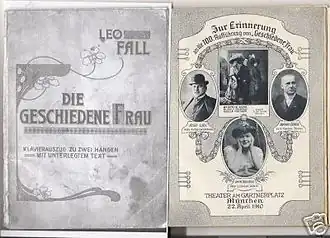 LEO
FALL
DIE
GESCHIEDENE FRAU
KLAVIERAUSZUG ZU ZWEI HÄNDEN
MIT UNTERLEGTEM TEXT
Zur Erinnerung
an die 100. Aufführung von „Geschiedene Frau“
THEATER AM GÄRTNERPLATZ
München
22. April 1910